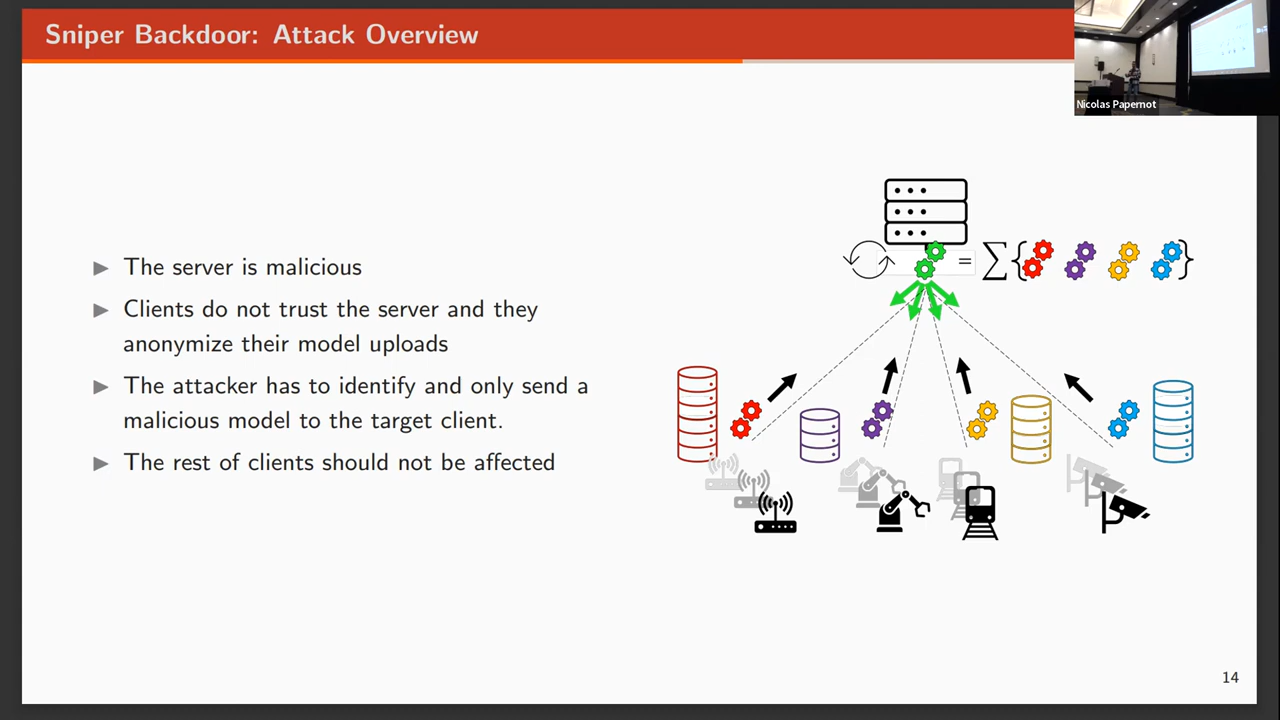 Sniper Backdoor: Attack Overview
Nicolas Papernot
▶ The server is malicious
▶ Clients do not trust the server and they
anonymize their model uploads
▶ The attacker has to identify and only send a
malicious model to the target client.
▶ The rest of clients should not be affected
= ∑ { }
14